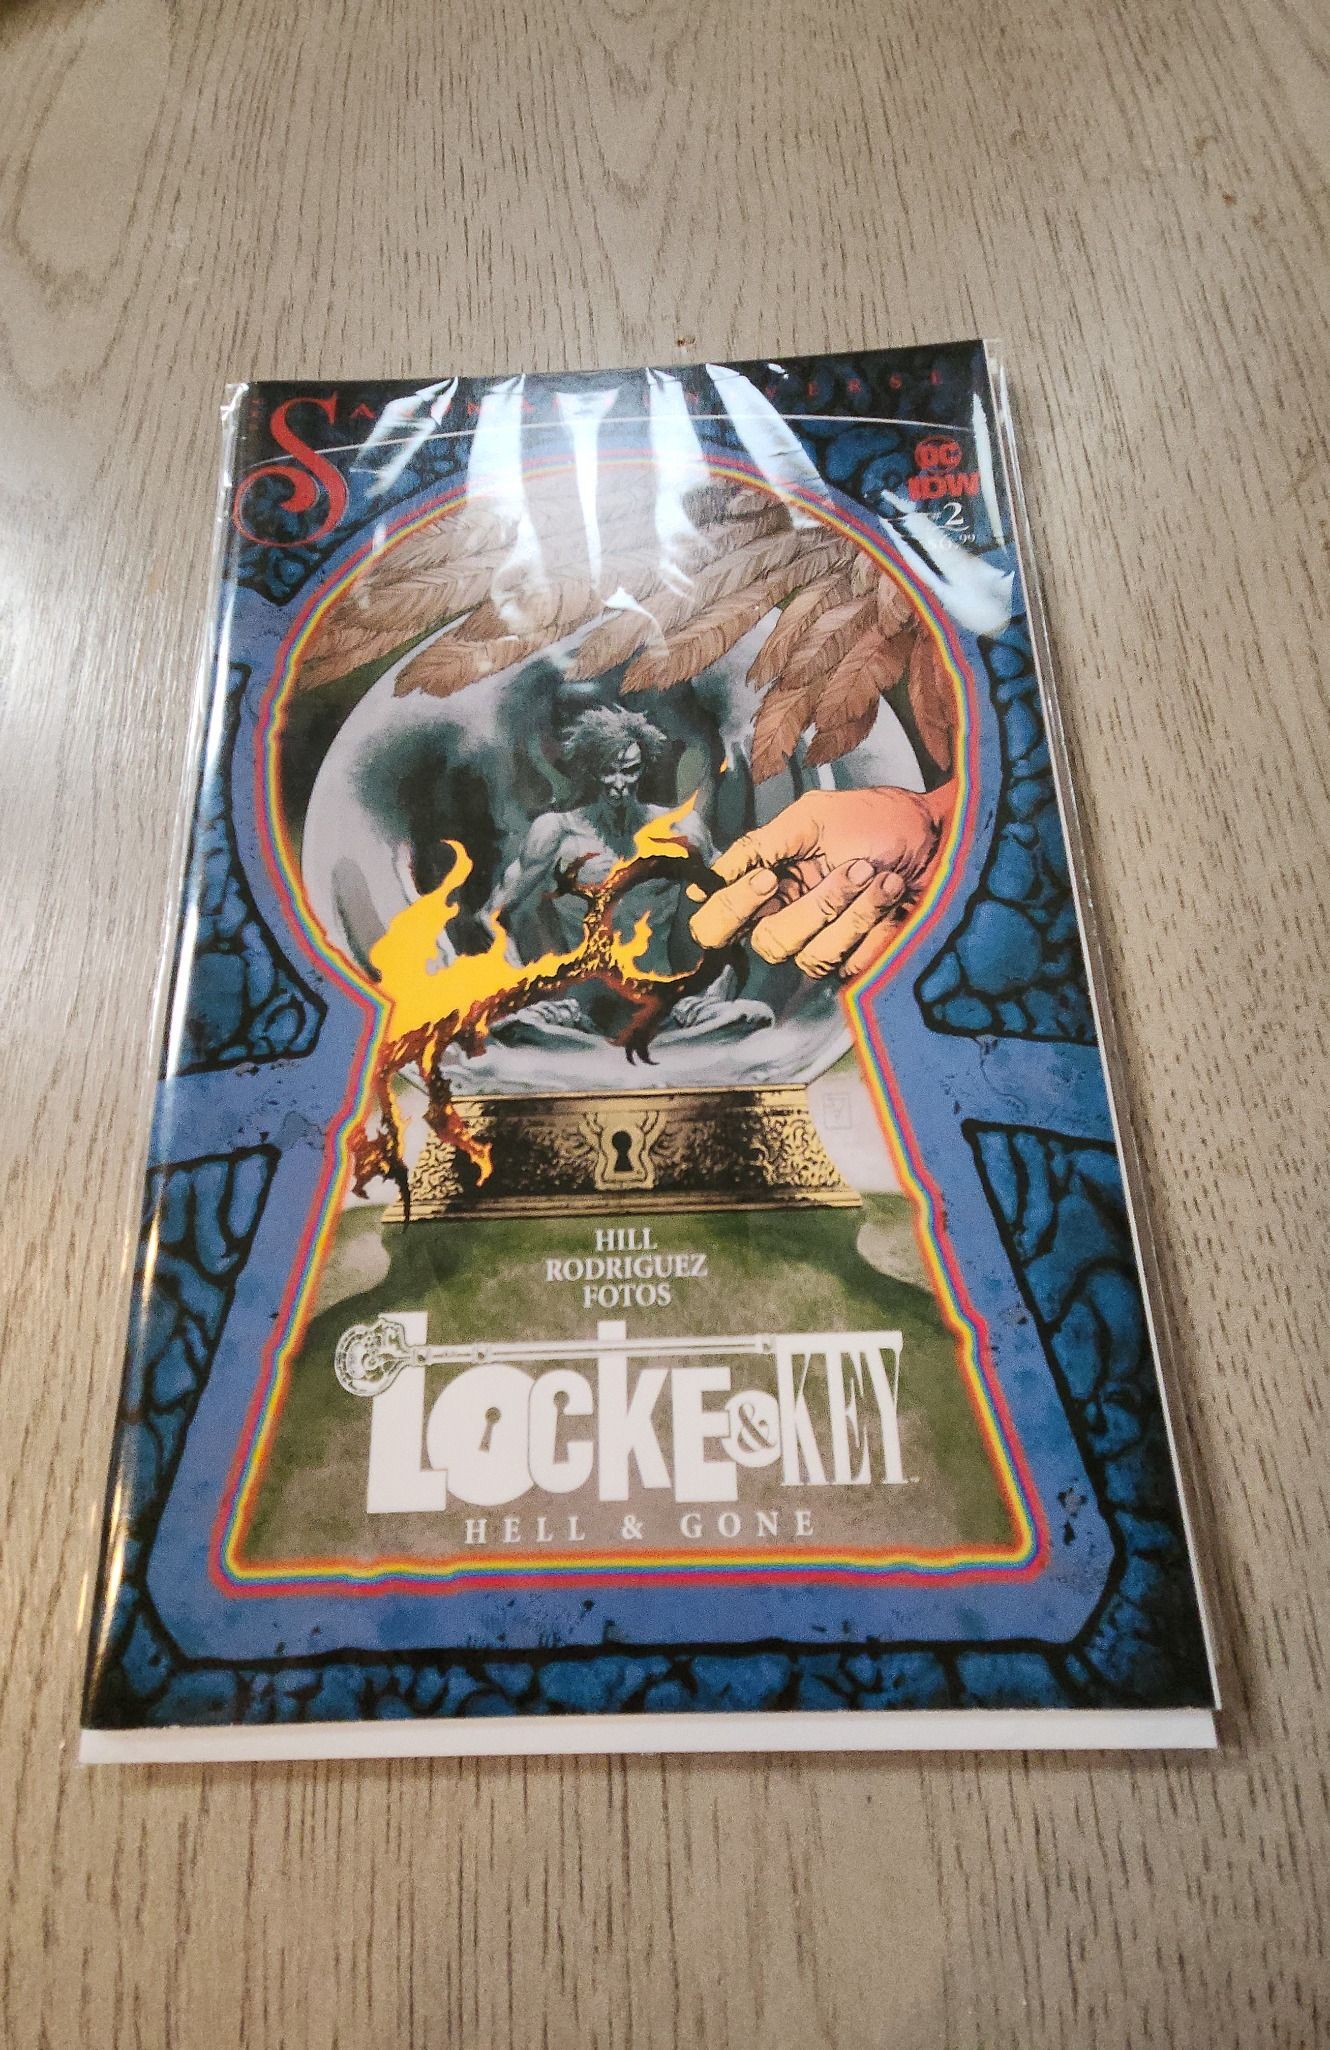 DC
IDW
#2
HILL
RODRIGUEZ
FOTOS
LOCKE & KEY
HELL & GONE